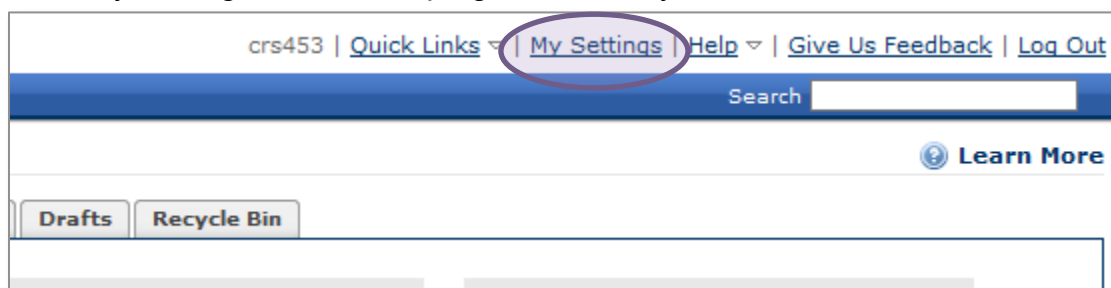 crs453 | Quick Links ▿ | My Settings | Help ▿ | Give Us Feedback | Log Out
Search
Learn More
Drafts Recycle Bin